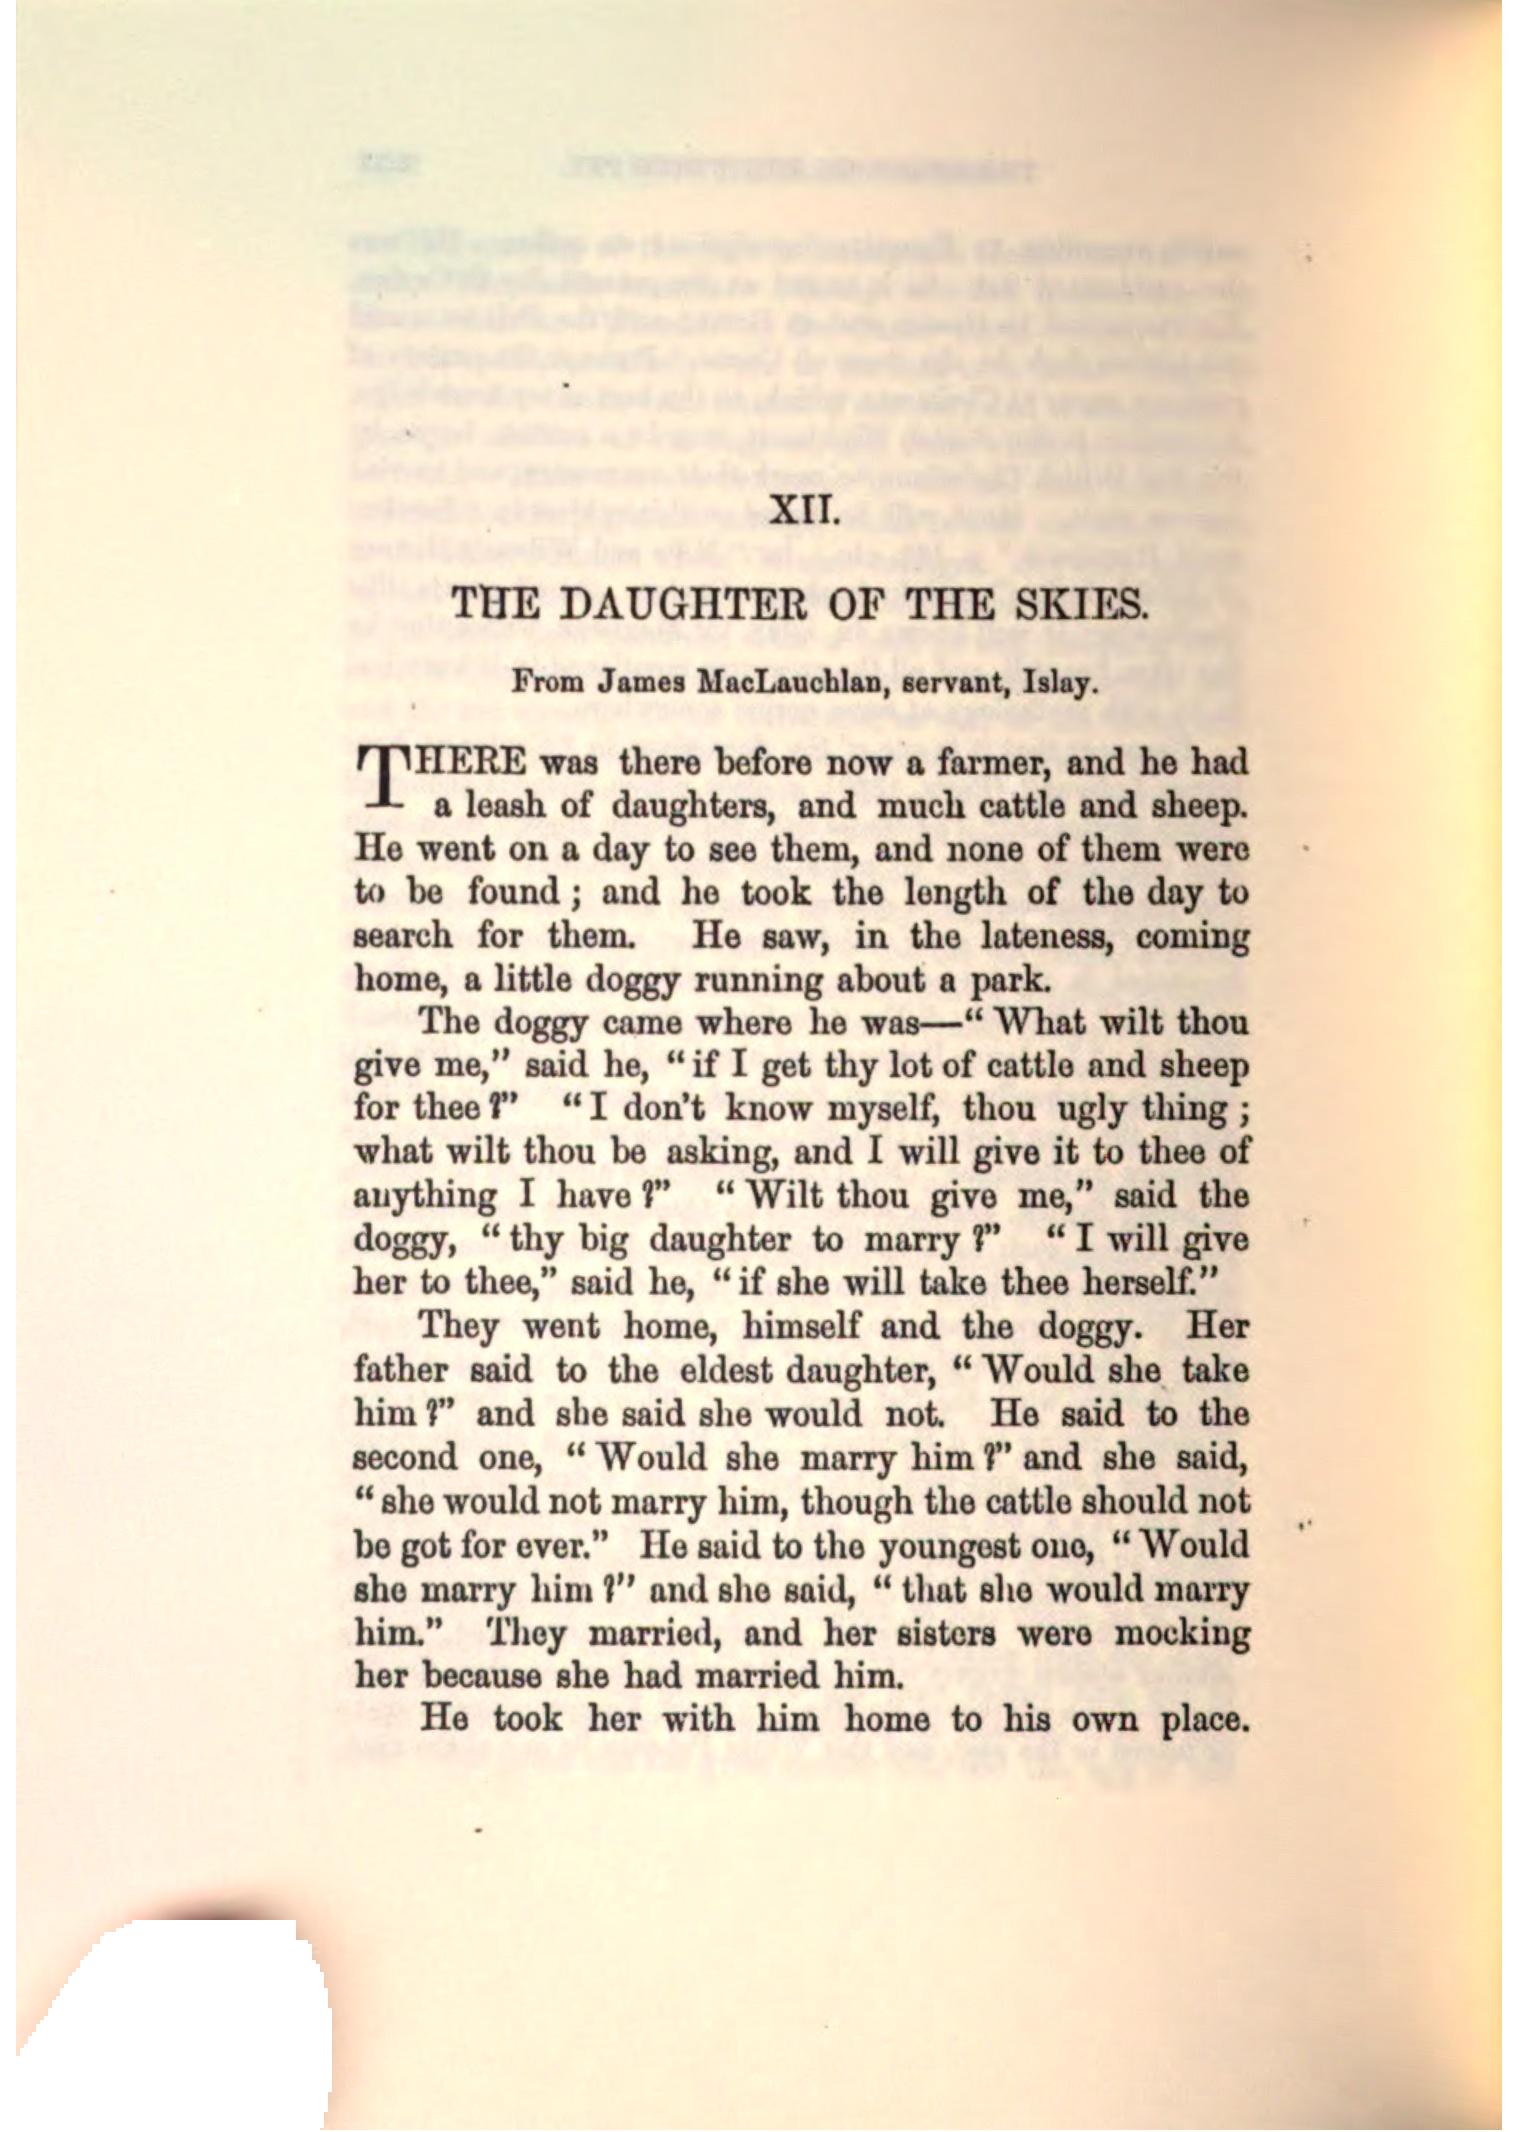 XII.
THE DAUGHTER OF THE SKIES.
From James MacLauchlan, servant, Islay.
THERE was there before now a farmer, and he had
a leash of daughters, and much cattle and sheep.
He went on a day to see them, and none of them were
to be found ; and he took the length of the day to
search for them. He saw, in the lateness, coming
home, a little doggy running about a park.
The doggy came where he was—“ What wilt thou
give me,” said he, “ if I get thy lot of cattle and sheep
for thee ?” “ I don't know myself, thou ugly thing ;
what wilt thou be asking, and I will give it to thee of
anything I have ?” “ Wilt thou give me,” said the
doggy, “ thy big daughter to marry ?” “ I will give
her to thee,” said he, “ if she will take thee herself.”
They went home, himself and the doggy. Her
father said to the eldest daughter, “ Would she take
him ?” and she said she would not. He said to the
second one, “ Would she marry him ?” and she said,
“ she would not marry him, though the cattle should not
be got for ever.” He said to the youngest one, “ Would
she marry him ?” and she said, “ that she would marry
him.” They married, and her sisters were mocking
her because she had married him.
He took her with him home to his own place.